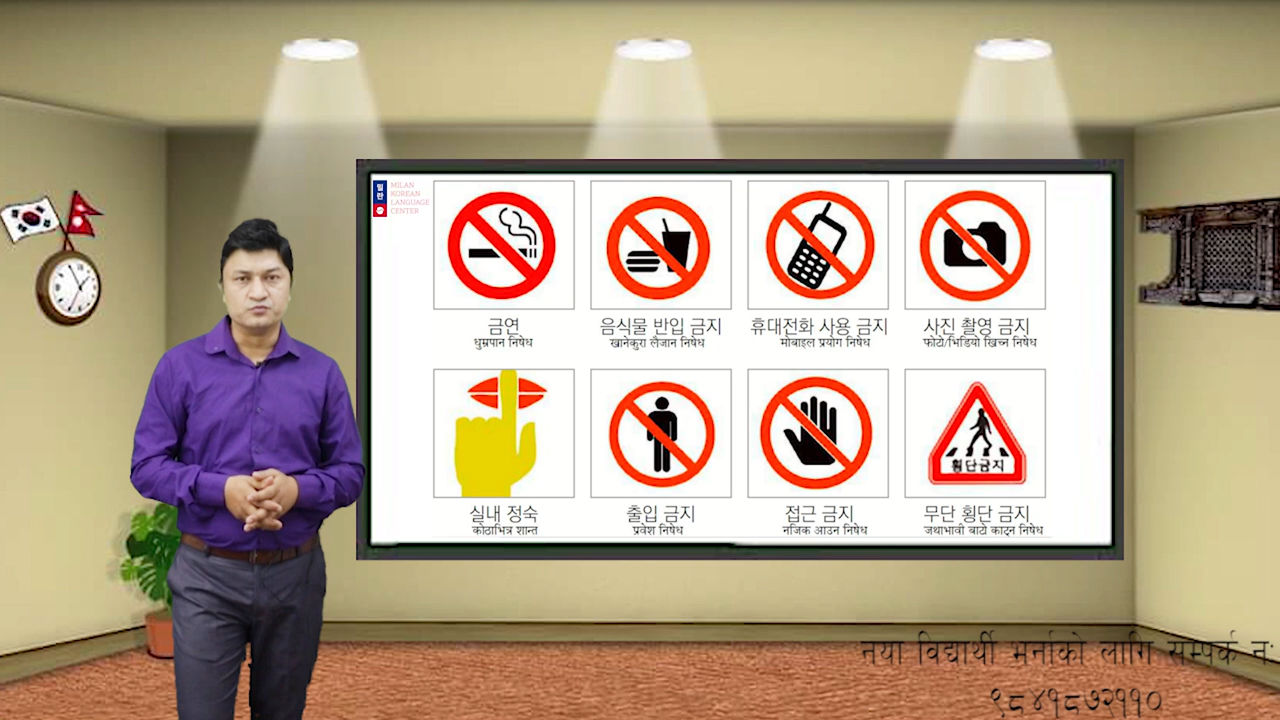 밀란
MILAN
KOREAN
LANGUAGE
CENTER
금연
धुम्रपान निषेध
음식물 반입 금지
खानेकुरा लैजान निषेध
휴대전화 사용 금지
मोबाइल प्रयोग निषेध
사진 촬영 금지
फोटो/भिडियो खिच्न निषेध
횡단금지
실내 정숙
कोठाभित्र शान्त
출입 금지
प्रवेश निषेध
접근 금지
नजिक आउन निषेध
무단 횡단 금지
जथाभावी बाटो काट्न निषेध
नया विद्यार्थी भर्नाको लागि सम्पर्क न:
९८४१८७२११०